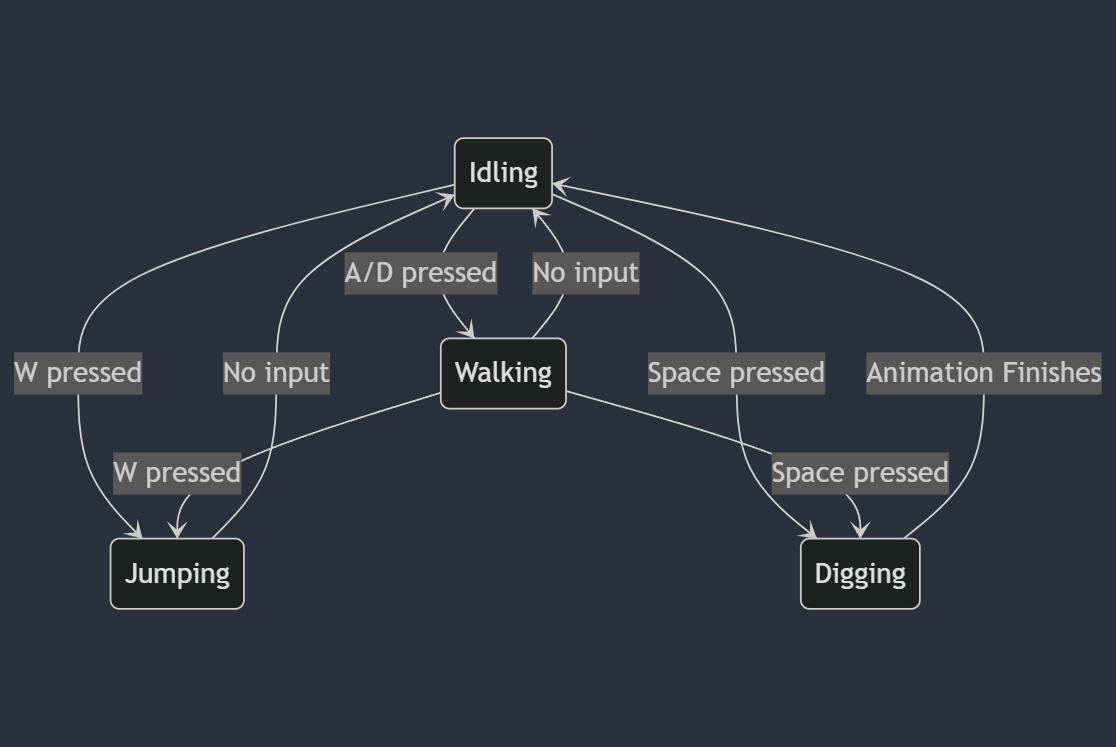 Idling
A/D pressed
No input
W pressed
No input
Walking
Space pressed
Animation Finishes
W pressed
Space pressed
Jumping
Digging